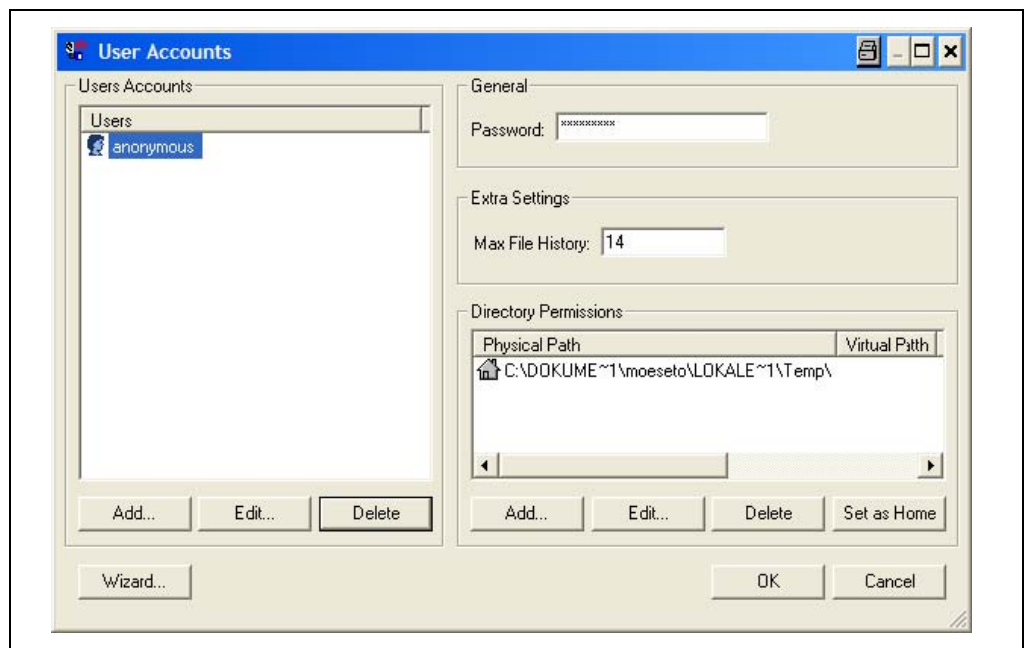 User Accounts
Users Accounts
Users
anonymous
Add...
Edit...
Delete
General
Password: *********
Extra Settings
Max File History: 14
Directory Permissions
Physical Path
Virtual Patth
C:\DOKUME~1\moeseto\LOKALE~1\Temp\
Add...
Edit...
Delete
Set as Home
Wizard...
OK
Cancel